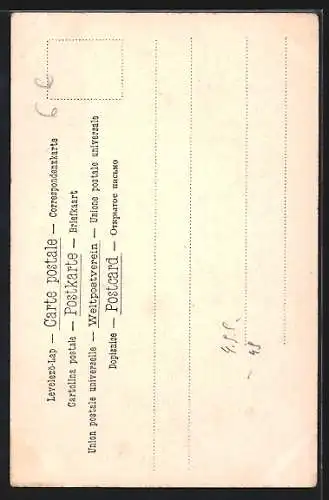 Levelező-Lap — Carte postale — Correspondenzkarte
Cartolina postale — Postkarte — Briefkaart
Union postale universelle — Weltpostverein — Unione postale universale
Dopisnice — Postcard — Открытое письмо